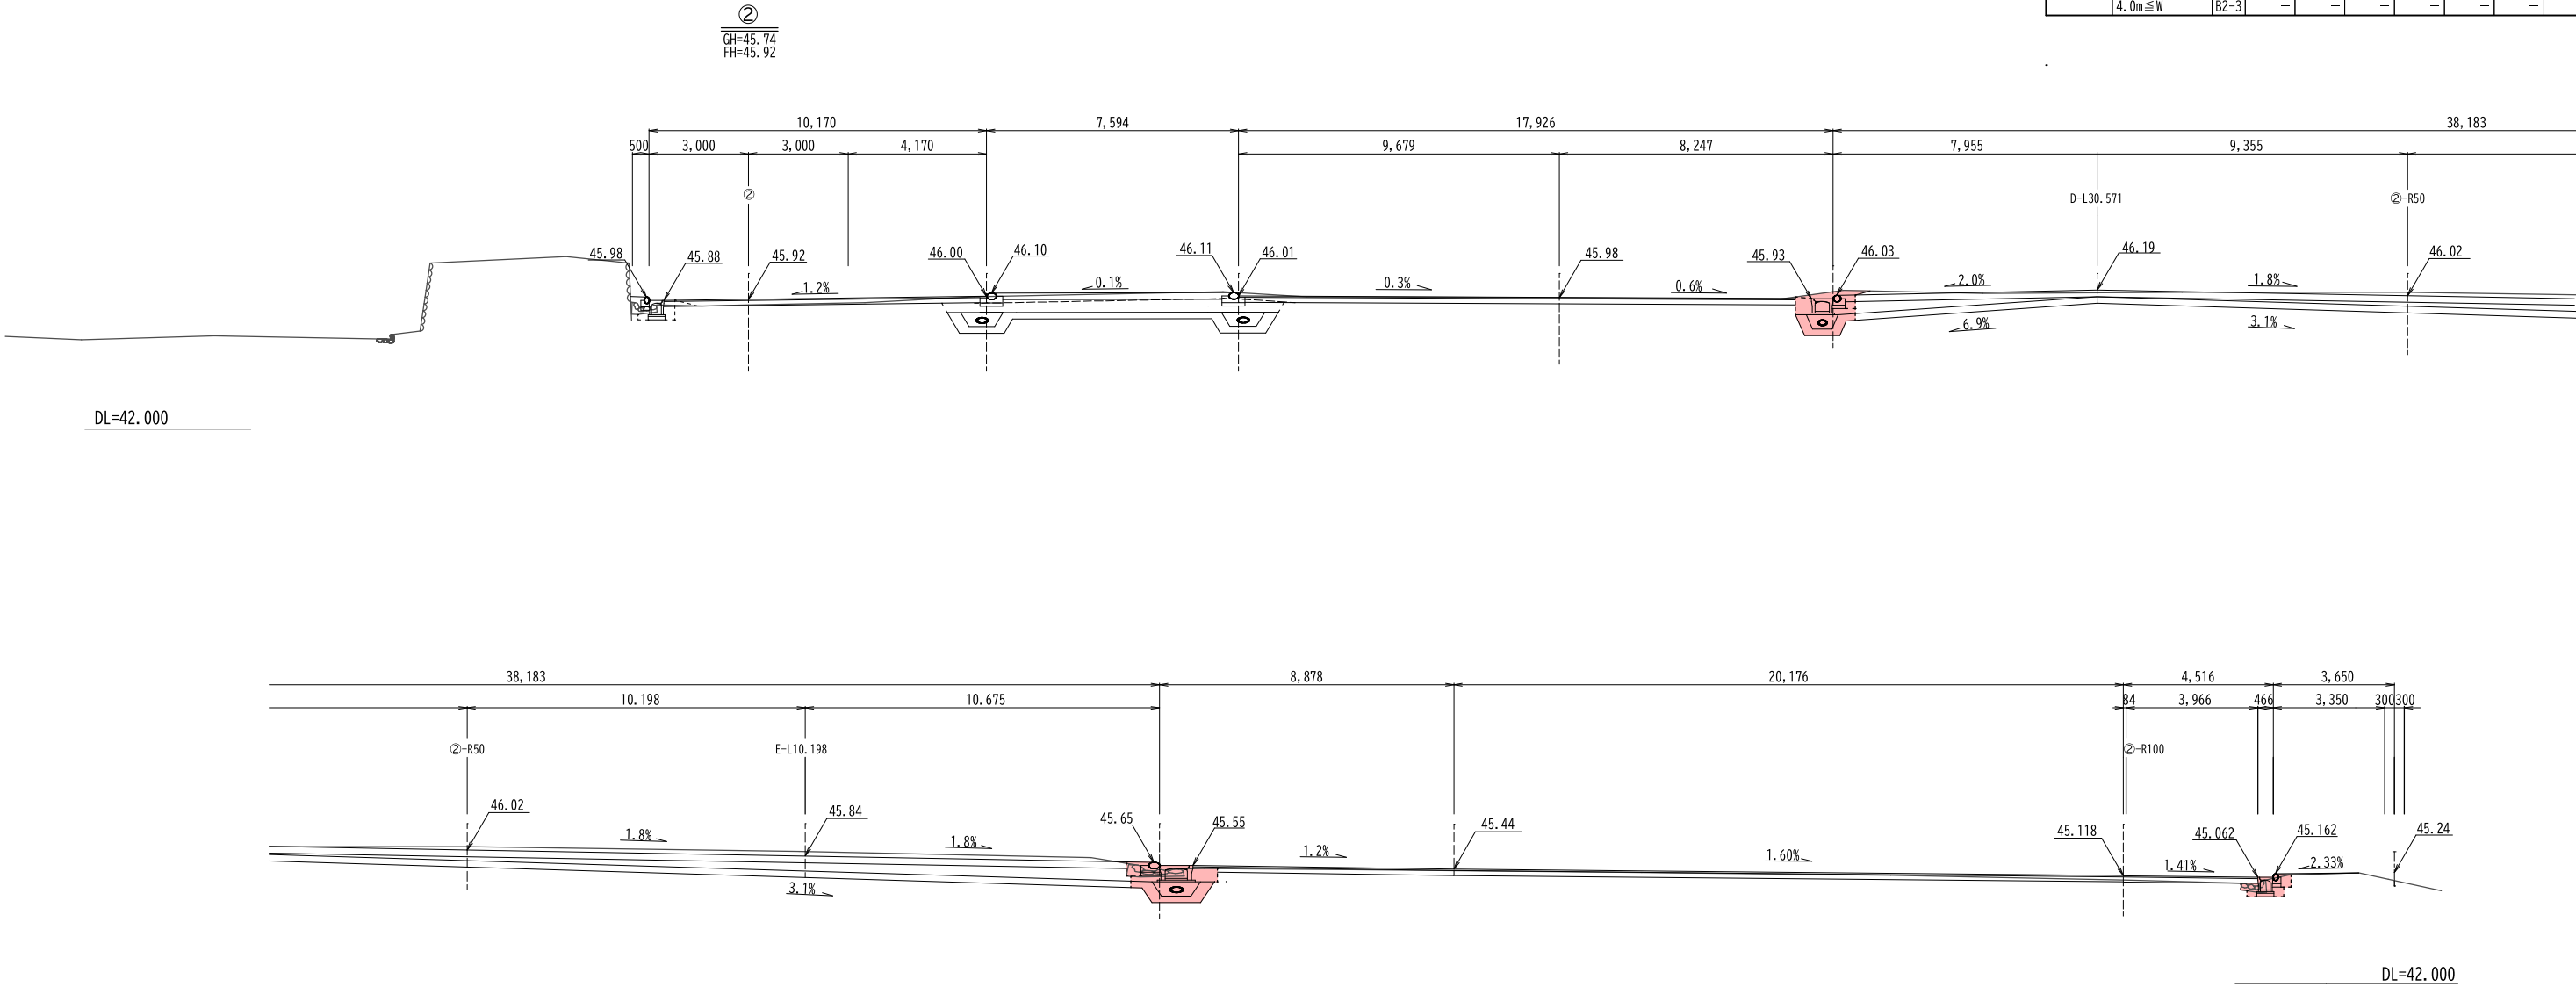 4.0m≦W B2-3 － － － － － －
②
GH=45.74
FH=45.92
10,170 7,594 17,926 38,183
500 3,000 3,000 4,170 9,679 8,247 7,955 9,355
② D-L30.571 ②-R50
45.98 45.88 45.92 46.00 46.10 46.11 46.01 45.98 45.93 46.03 46.19 46.02
1.2% 0.1% 0.3% 0.6% 2.0% 1.8%
6.9% 3.1%
DL=42.000
38,183 8,878 20,176 4,516 3,650
10.198 10.675 84 3,966 466 3,350 300 300
②-R50 E-L10.198 ②-R100
46.02 45.84 45.65 45.55 45.44 45.118 45.062 45.162 45.24
1.8% 1.8% 1.2% 1.60% 1.41% 2.33%
3.1%
DL=42.000